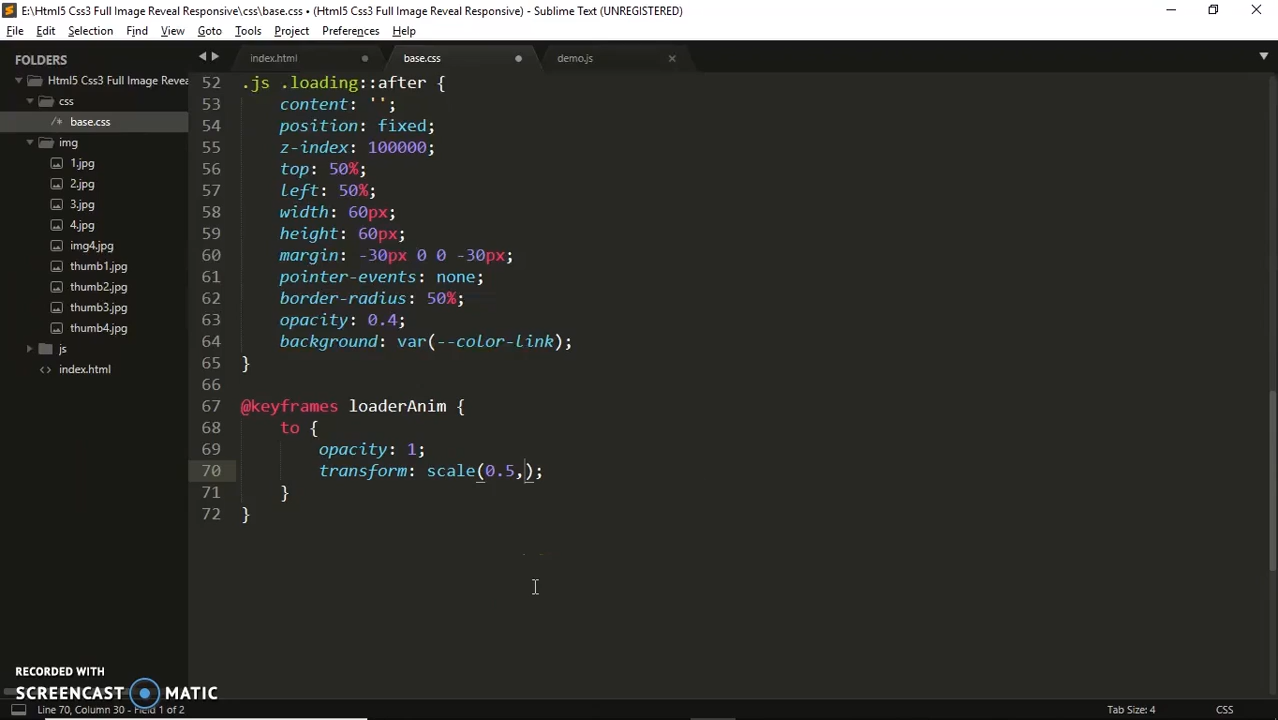 E:\Html5 Css3 Full Image Reveal Responsive\css\base.css • (Html5 Css3 Full Image Reveal Responsive) - Sublime Text (UNREGISTERED)
File Edit Selection Find View Goto Tools Project Preferences Help
FOLDERS
Html5 Css3 Full Image Revea
css
/* base.css
img
1.jpg
2.jpg
3.jpg
4.jpg
img4.jpg
thumb1.jpg
thumb2.jpg
thumb3.jpg
thumb4.jpg
js
<> index.html
index.html base.css demo.js
52 .js .loading::after {
53 content: '';
54 position: fixed;
55 z-index: 100000;
56 top: 50%;
57 left: 50%;
58 width: 60px;
59 height: 60px;
60 margin: -30px 0 0 -30px;
61 pointer-events: none;
62 border-radius: 50%;
63 opacity: 0.4;
64 background: var(--color-link);
65 }
66
67 @keyframes loaderAnim {
68 to {
69 opacity: 1;
70 transform: scale(0.5,);
71 }
72 }
RECORDED WITH
SCREENCAST MATIC
Line 70, Column 30 - Field 1 of 2 Tab Size: 4 CSS